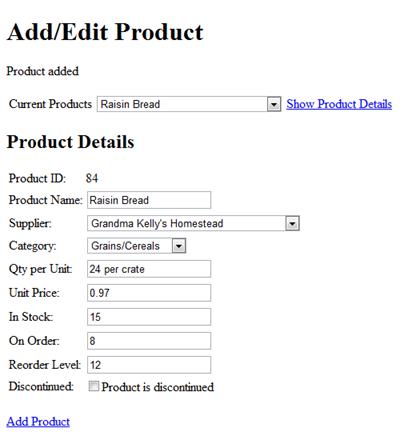 Add/Edit Product
Product added
Current Products Raisin Bread Show Product Details
Product Details
Product ID: 84
Product Name: Raisin Bread
Supplier: Grandma Kelly's Homestead
Category: Grains/Cereals
Qty per Unit: 24 per crate
Unit Price: 0.97
In Stock: 15
On Order: 8
Reorder Level: 12
Discontinued: Product is discontinued
Add Product